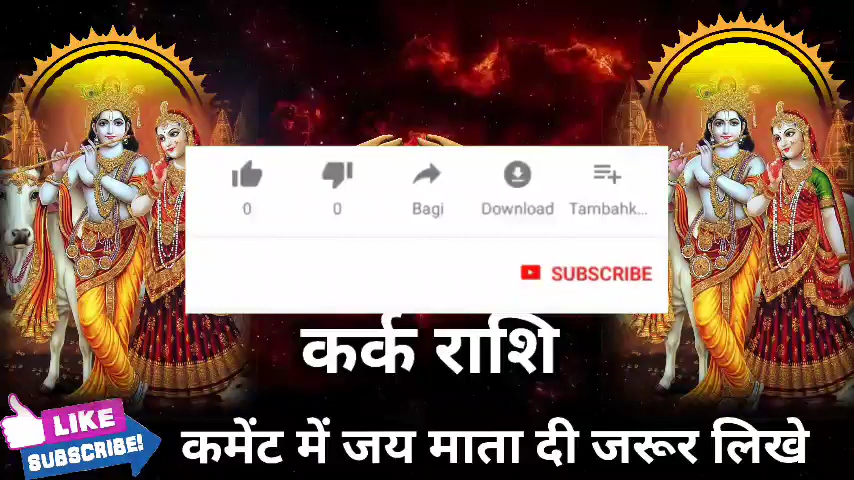 0 0 Bagi Download Tambahk...
SUBSCRIBE
कर्क राशि
LIKE
SUBSCRIBE!
कमेंट में जय माता दी जरूर लिखे